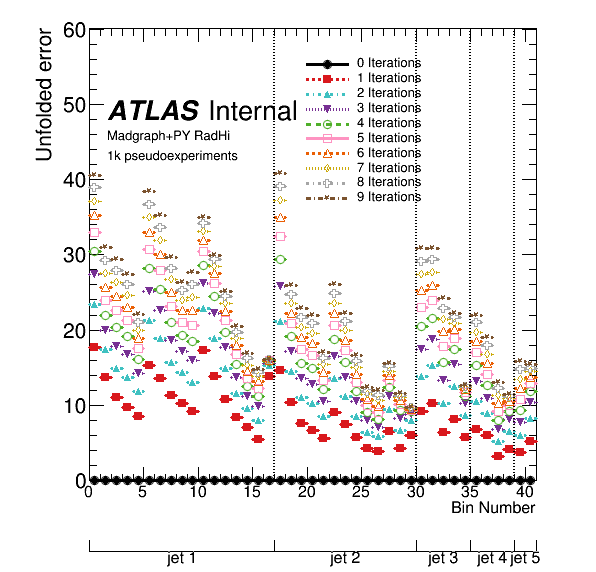 Unfolded error
60
50
40
30
20
10
0
ATLAS Internal
Madgraph+PY RadHi
1k pseudoexperiments
0 Iterations
1 Iterations
2 Iterations
3 Iterations
4 Iterations
5 Iterations
6 Iterations
7 Iterations
8 Iterations
9 Iterations
0 5 10 15 20 25 30 35 40
Bin Number
jet 1 jet 2 jet 3 jet 4 jet 5